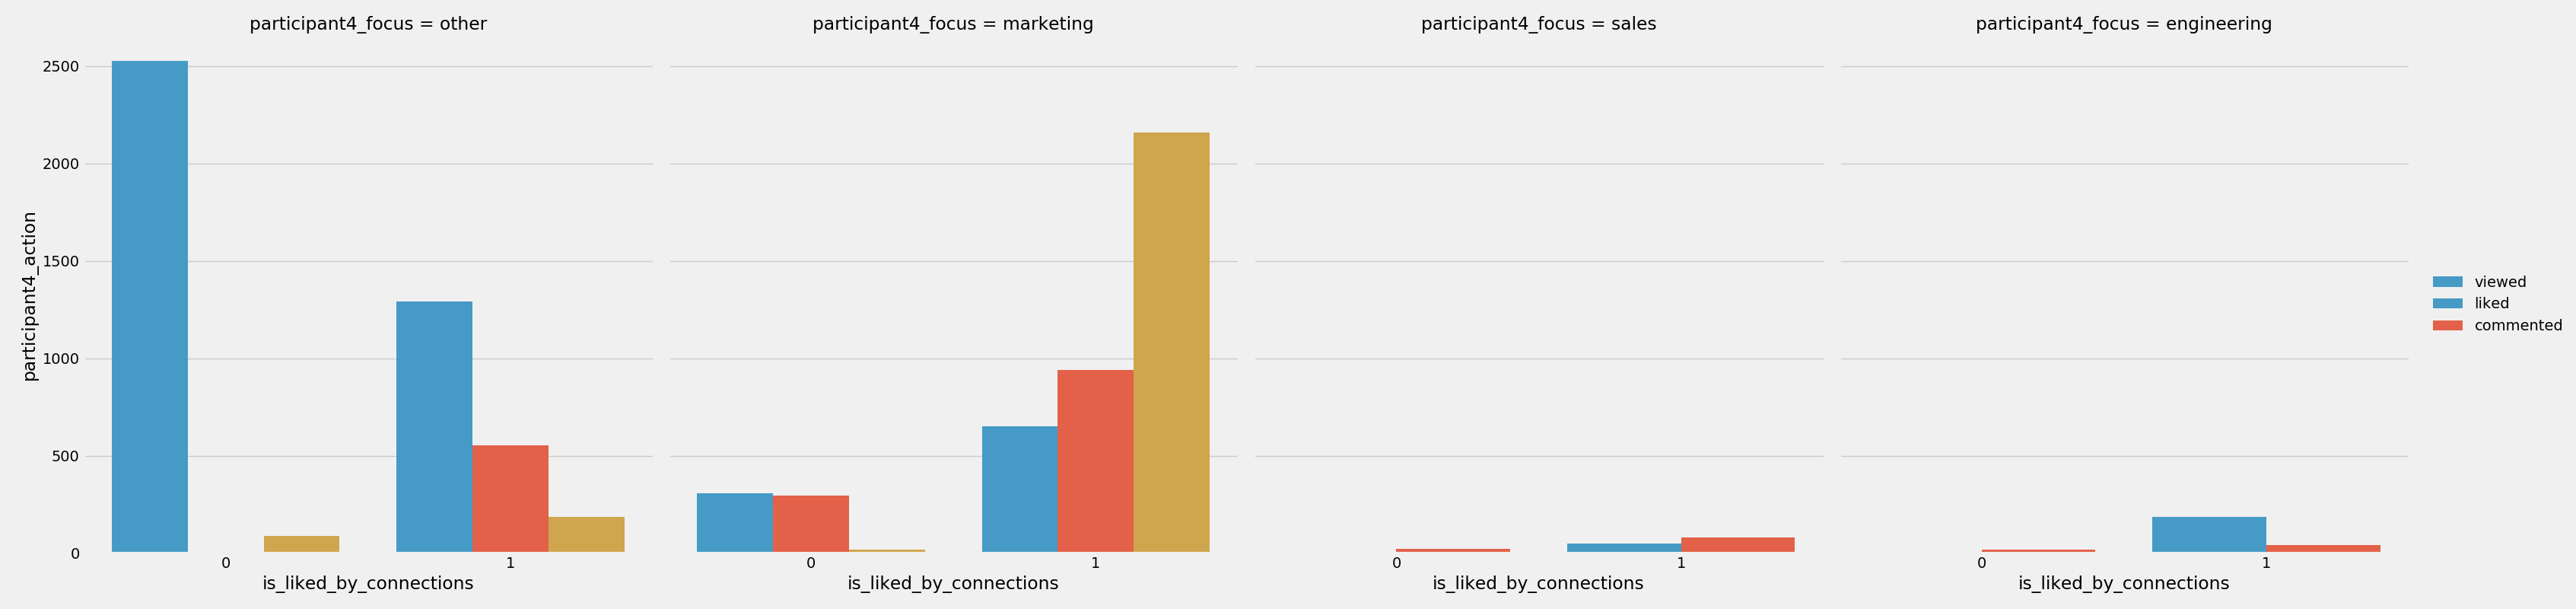 participant4_focus = other
participant4_focus = marketing
participant4_focus = sales
participant4_focus = engineering
participant4_action
2500
2000
1500
1000
500
0
0
1
0
1
0
1
0
1
is_liked_by_connections
is_liked_by_connections
is_liked_by_connections
is_liked_by_connections
viewed
liked
commented